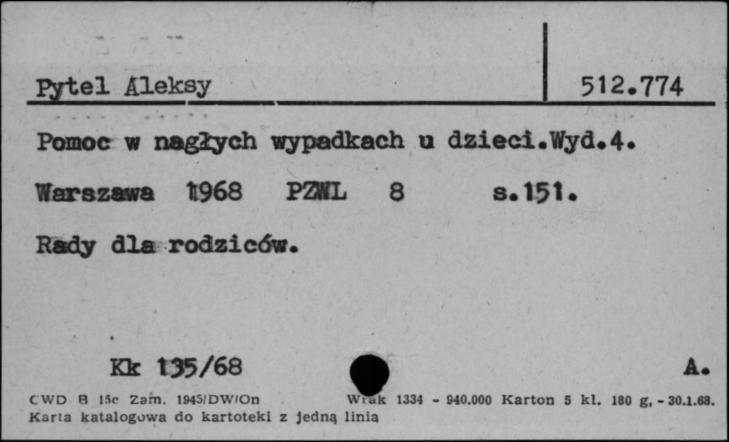 Pytel Aleksy 512.774
Pomoc w nagłych wypadkach u dzieci.Wyd.4.
Warszawa 1968 PZWL 8 s.151.
Rady dla rodziców.
Kk 135/68 A.
CWD B 15c Zam. 1945/DW/On Wrak 1334 - 940.000 Karton 5 kl. 180 g, - 30.1.68.
Karta katalogowa do kartoteki z jedną linią